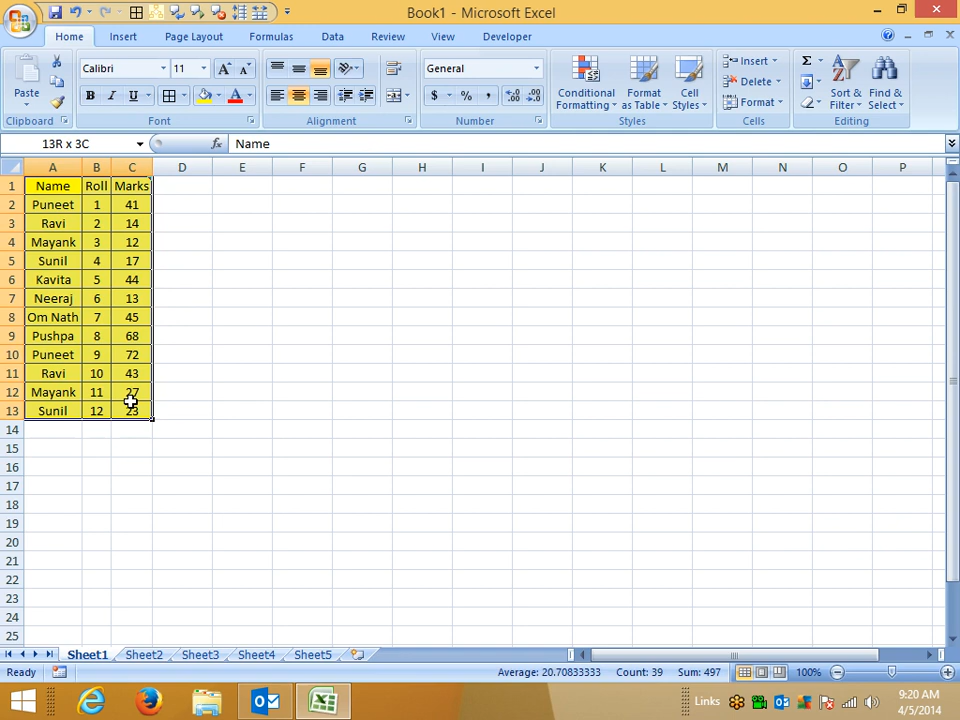 Book1 - Microsoft Excel
Home Insert Page Layout Formulas Data Review View Developer
Paste
Calibri 11
General
B I U
$ % ,
Conditional Formatting
Format as Table
Cell Styles
Insert
Delete
Format
Sort & Filter
Find & Select
Clipboard Font Alignment Number Styles Cells Editing
13R x 3C fx Name
A B C D E F G H I J K L M N O P
1 Name Roll Marks
2 Puneet 1 41
3 Ravi 2 14
4 Mayank 3 12
5 Sunil 4 17
6 Kavita 5 44
7 Neeraj 6 13
8 Om Nath 7 45
9 Pushpa 8 68
10 Puneet 9 72
11 Ravi 10 43
12 Mayank 11 27
13 Sunil 12 23
14
15
16
17
18
19
20
21
22
23
24
25
Sheet1 Sheet2 Sheet3 Sheet4 Sheet5
Ready Average: 20.70833333 Count: 39 Sum: 497 100%
Links 9:20 AM
4/5/2014